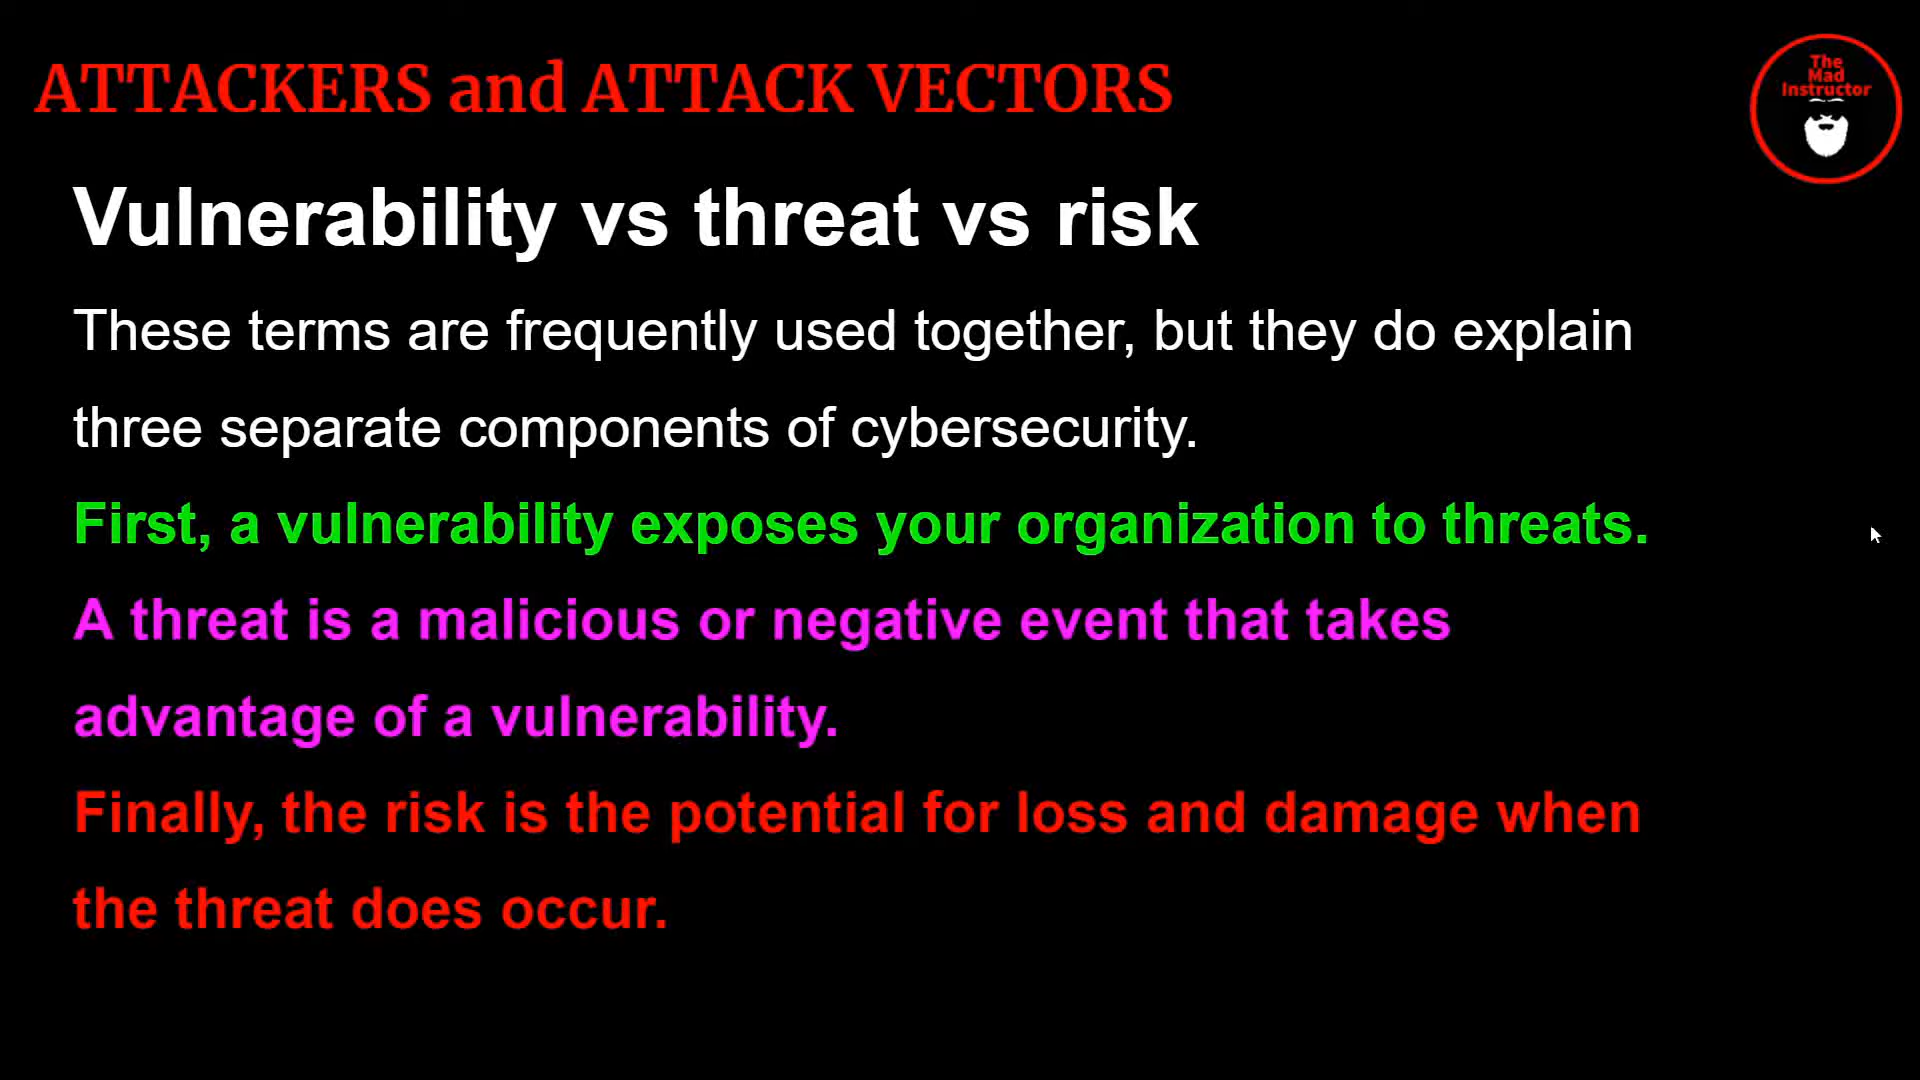 ATTACKERS and ATTACK VECTORS
The
Mad
Instructor
Vulnerability vs threat vs risk
These terms are frequently used together, but they do explain
three separate components of cybersecurity.
First, a vulnerability exposes your organization to threats.
A threat is a malicious or negative event that takes
advantage of a vulnerability.
Finally, the risk is the potential for loss and damage when
the threat does occur.